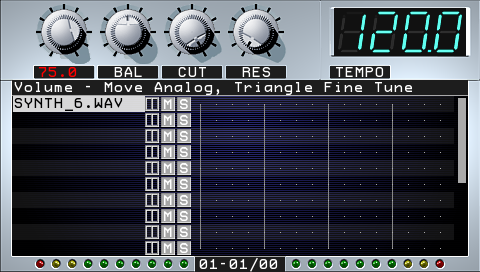 120.0
75.0 BAL CUT RES TEMPO
Volume - Move Analog, Triangle Fine Tune
SYNTH_6.WAV M S
M S
M S
M S
M S
M S
M S
M S
M S
01-01/00